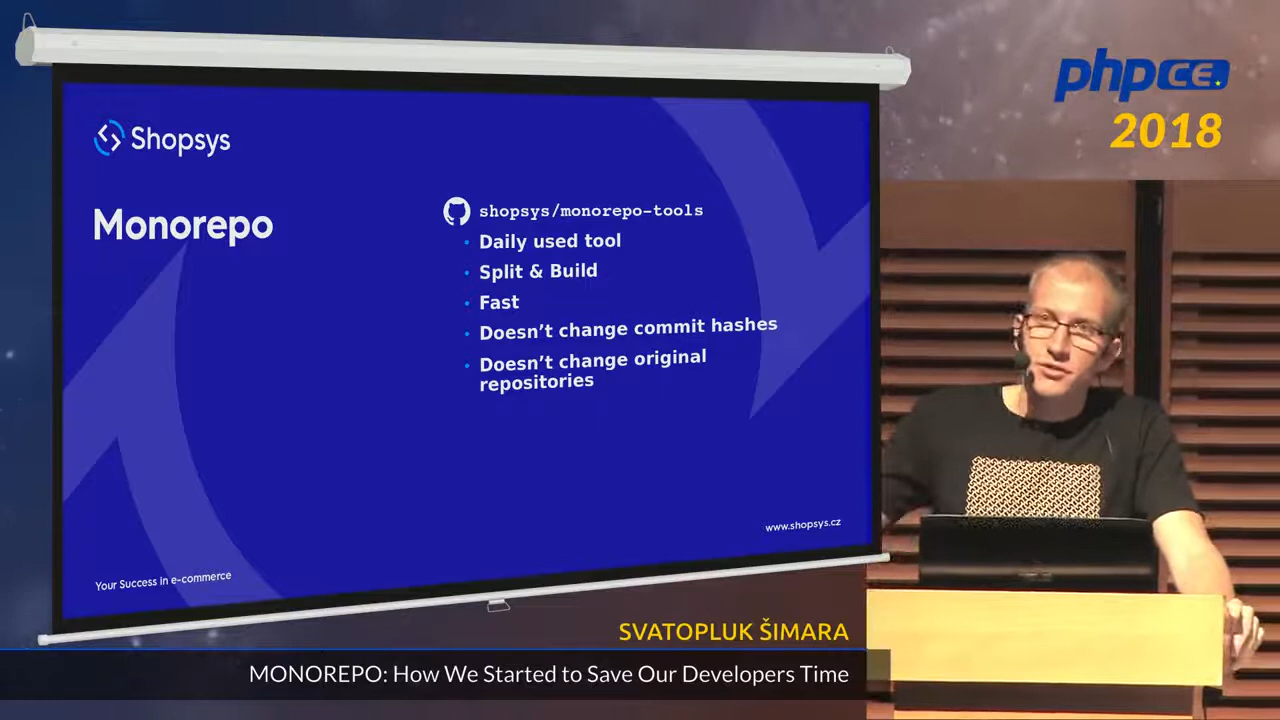 phpce.
2018
Shopsys
Monorepo
shopsys/monorepo-tools
• Daily used tool
• Split & Build
• Fast
• Doesn't change commit hashes
• Doesn't change original
repositories
www.shopsys.cz
Your Success in e-commerce
SVATOPLUK ŠIMARA
MONOREPO: How We Started to Save Our Developers Time